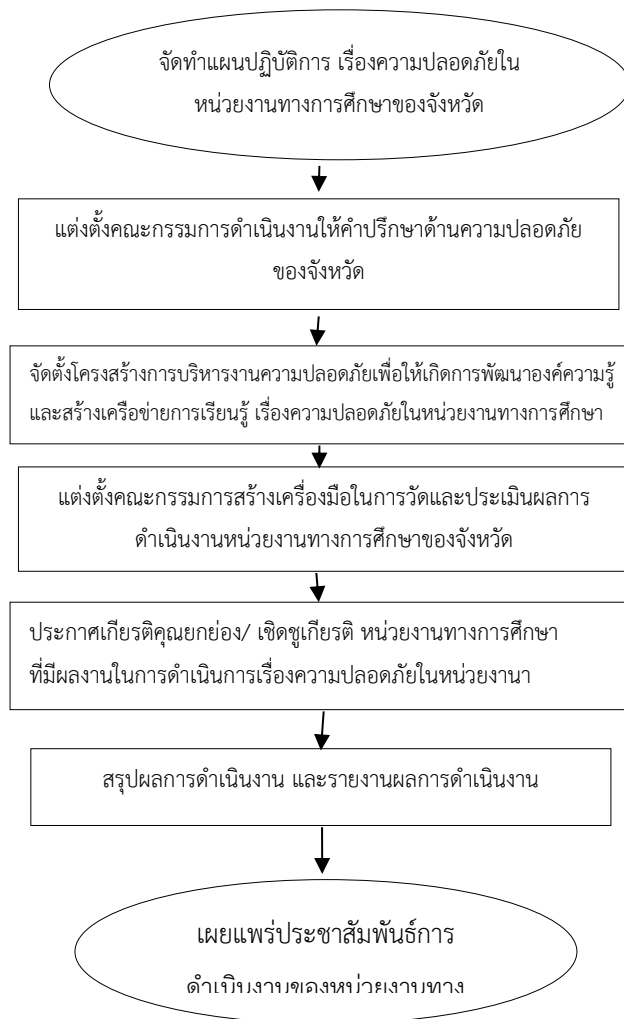 จัดทำแผนปฏิบัติการ เรื่องความปลอดภัยใน
หน่วยงานทางการศึกษาของจังหวัด
แต่งตั้งคณะกรรมการดำเนินงานให้คำปรึกษาด้านความปลอดภัย
ของจังหวัด
จัดตั้งโครงสร้างการบริหารงานความปลอดภัยเพื่อให้เกิดการพัฒนาองค์ความรู้
และสร้างเครือข่ายการเรียนรู้ เรื่องความปลอดภัยในหน่วยงานทางการศึกษา
แต่งตั้งคณะกรรมการสร้างเครื่องมือในการวัดและประเมินผลการ
ดำเนินงานหน่วยงานทางการศึกษาของจังหวัด
ประกาศเกียรติคุณยกย่อง/ เชิดชูเกียรติ หน่วยงานทางการศึกษา
ที่มีผลงานในการดำเนินการเรื่องความปลอดภัยในหน่วยงานา
สรุปผลการดำเนินงาน และรายงานผลการดำเนินงาน
เผยแพร่ประชาสัมพันธ์การ
ดำเนินงานของหน่วยงานทาง